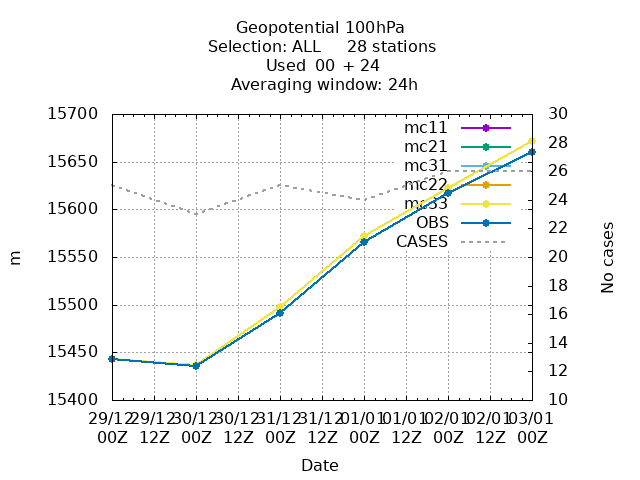 Geopotential 100hPa
Selection: ALL 28 stations
Used 00 + 24
Averaging window: 24h
15700
15650
15600
15550
15500
15450
15400
m
30
28
26
24
22
20
18
16
14
12
10
No cases
mc11
mc21
mc31
mc22
mc33
OBS
CASES
29/12 29/12 30/12 30/12 31/12 31/12 01/01 01/01 02/01 02/01 03/01
00Z 12Z 00Z 12Z 00Z 12Z 00Z 12Z 00Z 12Z 00Z
Date